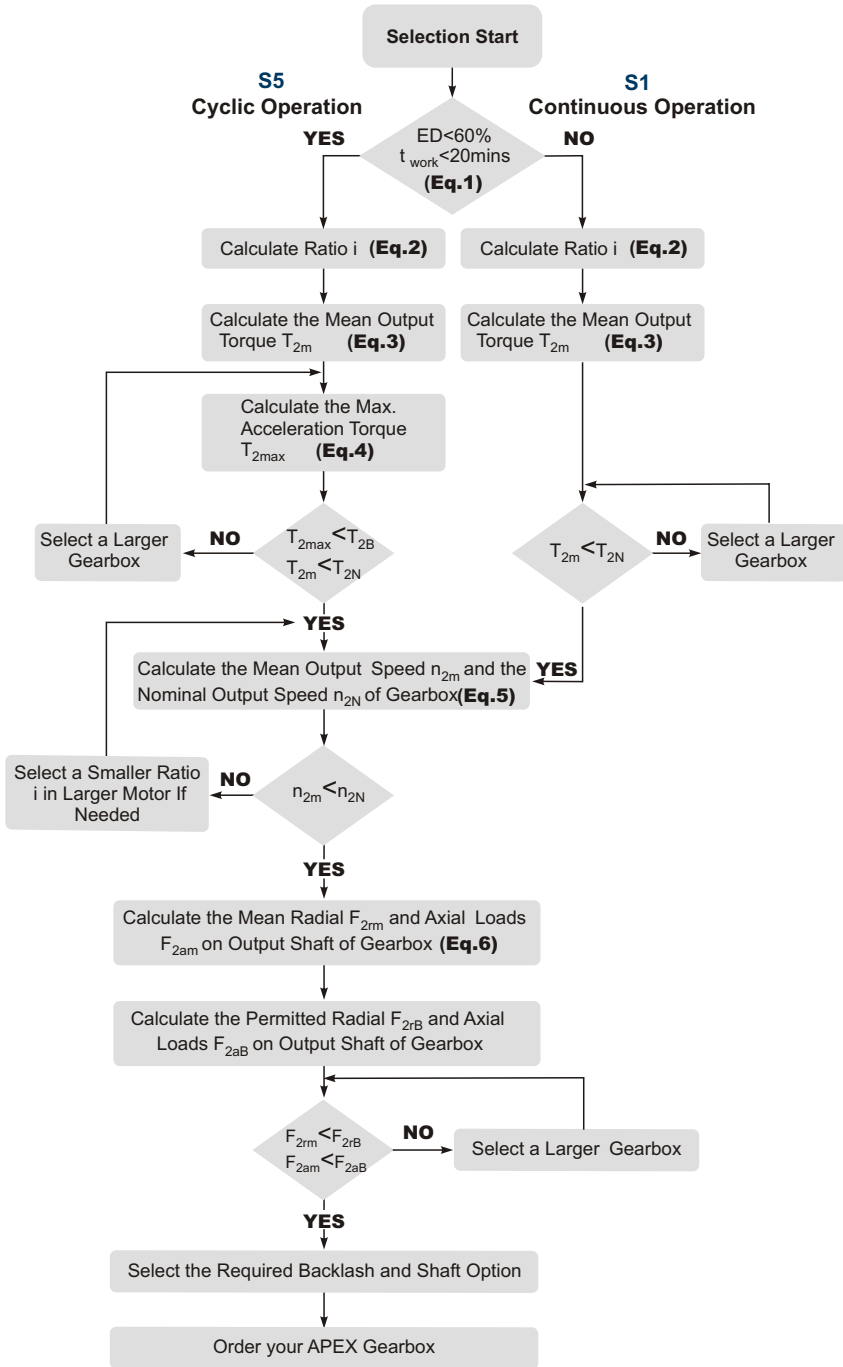 Selection Start
S5
Cyclic Operation
S1
Continuous Operation
YES
ED<60%
t work<20mins
(Eq.1)
NO
Calculate Ratio i (Eq.2)
Calculate Ratio i (Eq.2)
Calculate the Mean Output
Torque T2m (Eq.3)
Calculate the Mean Output
Torque T2m (Eq.3)
Calculate the Max.
Acceleration Torque
T2max (Eq.4)
Select a Larger
Gearbox
NO
T2max<T2B
T2m<T2N
T2m<T2N
NO
Select a Larger
Gearbox
YES
Calculate the Mean Output Speed n2m and the
Nominal Output Speed n2N of Gearbox(Eq.5)
YES
Select a Smaller Ratio
i in Larger Motor If
Needed
NO
n2m<n2N
YES
Calculate the Mean Radial F2rm and Axial Loads
F2am on Output Shaft of Gearbox (Eq.6)
Calculate the Permitted Radial F2rB and Axial
Loads F2aB on Output Shaft of Gearbox
F2rm<F2rB
F2am<F2aB
NO
Select a Larger Gearbox
YES
Select the Required Backlash and Shaft Option
Order your APEX Gearbox